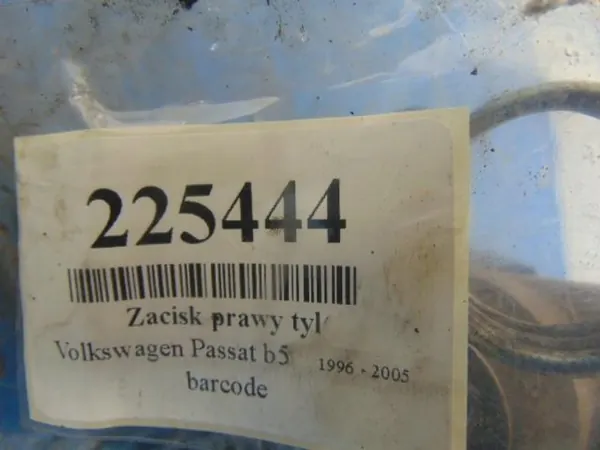 225444
Zacisk prawy tył
Volkswagen Passat b5 1996 - 2005
barcode